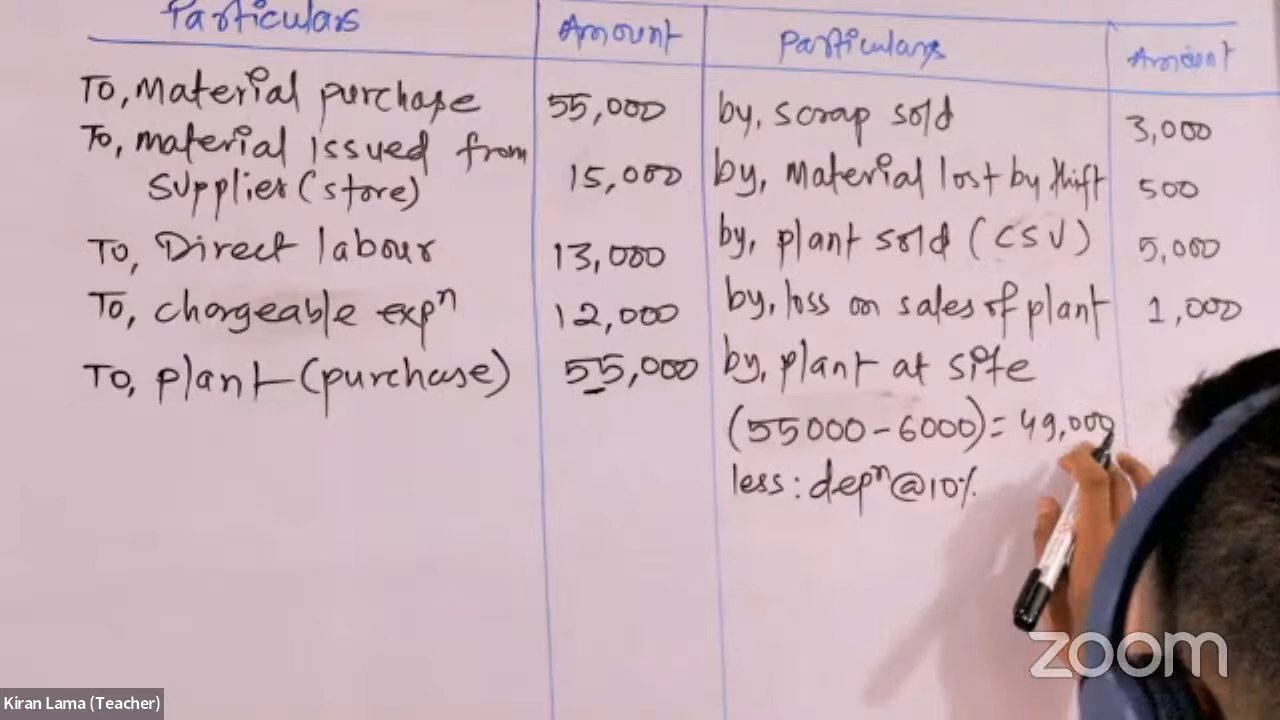 Particulars
Amount
Particulars
Amount
To, Material purchase
55,000
by, scrap sold
3,000
To, material issued from
supplier (store)
15,000
by, Material lost by thift
500
To, Direct labour
13,000
by, plant sold (CSV)
5,000
To, chargeable expⁿ
12,000
by, loss on sales of plant
1,000
To, plant (purchase)
55,000
by, plant at site
(55000-6000)= 49,000
less: depⁿ@10%
zoom
Kiran Lama (Teacher)